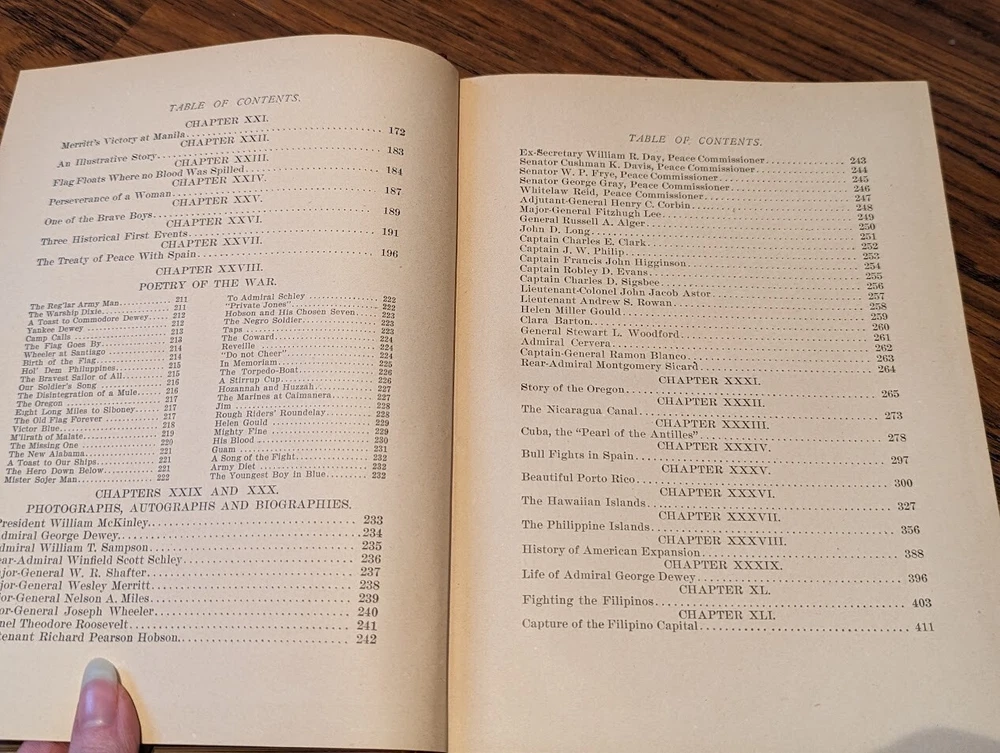 TABLE OF CONTENTS.
CHAPTER XXI.
Merritt's Victory at Manila 172
CHAPTER XXII.
An Illustrative Story 183
CHAPTER XXIII.
Flag Floats Where no Blood Was Spilled 184
CHAPTER XXIV.
Perseverance of a Woman 187
CHAPTER XXV.
One of the Brave Boys 189
CHAPTER XXVI.
Three Historical First Events 191
CHAPTER XXVII.
The Treaty of Peace With Spain 196
CHAPTER XXVIII.
POETRY OF THE WAR.
The Reg'lar Army Man 211
The Warship Dixie 211
A Toast to Commodore Dewey 212
Yankee Dewey 212
Camp Calls 213
The Flag Goes By 213
Wheeler at Santiago 214
Birth of the Flag 214
Hol' Dem Philippines 215
The Bravest Sailor of All 215
Our Soldier's Song 216
The Disintegration of a Mule 216
The Oregon 217
Eight Long Miles to Siboney 217
The Old Flag Forever 217
Victor Blue 218
M'Ilrath of Malate 219
The Missing One 220
The New Alabama 221
A Toast to Our Ships 221
The Hero Down Below 221
Mister Sojer Man 222
To Admiral Schley 222
"Private Jones" 222
Hobson and His Chosen Seven 223
The Negro Soldier 223
Taps 223
The Coward 224
Reveille 224
"Do not Cheer" 224
In Memoriam 225
The Torpedo-Boat 226
A Stirrup Cup 226
Hozannah and Huzzah 227
The Marines at Caimanera 227
Jim 228
Rough Riders' Roundelay 228
Helen Gould 229
Mighty Fine 229
His Blood 230
Guam 231
A Song of the Fight 232
Army Diet 232
The Youngest Boy in Blue 232
CHAPTERS XXIX AND XXX.
PHOTOGRAPHS, AUTOGRAPHS AND BIOGRAPHIES.
President William McKinley 233
dmiral George Dewey 234
dmiral William T. Sampson 235
ear-Admiral Winfield Scott Schley 236
jor-General W. R. Shafter 237
jor-General Wesley Merritt 238
jor-General Nelson A. Miles 239
or-General Joseph Wheeler 240
nel Theodore Roosevelt 241
tenant Richard Pearson Hobson 242
TABLE OF CONTENTS.
Ex-Secretary William R. Day, Peace Commissioner 243
Senator Cushman K. Davis, Peace Commissioner 244
Senator W. P. Frye, Peace Commissioner 245
Senator George Gray, Peace Commissioner 246
Whitelaw Reid, Peace Commissioner 247
Adjutant-General Henry C. Corbin 248
Major-General Fitzhugh Lee 249
General Russell A. Alger 250
John D. Long 251
Captain Charles E. Clark 252
Captain J. W. Philip 253
Captain Francis John Higginson 254
Captain Robley D. Evans 255
Captain Charles D. Sigsbee 256
Lieutenant-Colonel John Jacob Astor 257
Lieutenant Andrew S. Rowan 258
Helen Miller Gould 259
Clara Barton 260
General Stewart L. Woodford 261
Admiral Cervera 262
Captain-General Ramon Blanco 263
Rear-Admiral Montgomery Sicard 264
CHAPTER XXXI.
Story of the Oregon 265
CHAPTER XXXII.
The Nicaragua Canal 273
CHAPTER XXXIII.
Cuba, the "Pearl of the Antilles" 278
CHAPTER XXXIV.
Bull Fights in Spain 297
CHAPTER XXXV.
Beautiful Porto Rico 300
CHAPTER XXXVI.
The Hawaiian Islands 327
CHAPTER XXXVII.
The Philippine Islands 356
CHAPTER XXXVIII.
History of American Expansion 388
CHAPTER XXXIX.
Life of Admiral George Dewey 396
CHAPTER XL.
Fighting the Filipinos 403
CHAPTER XLI.
Capture of the Filipino Capital 411